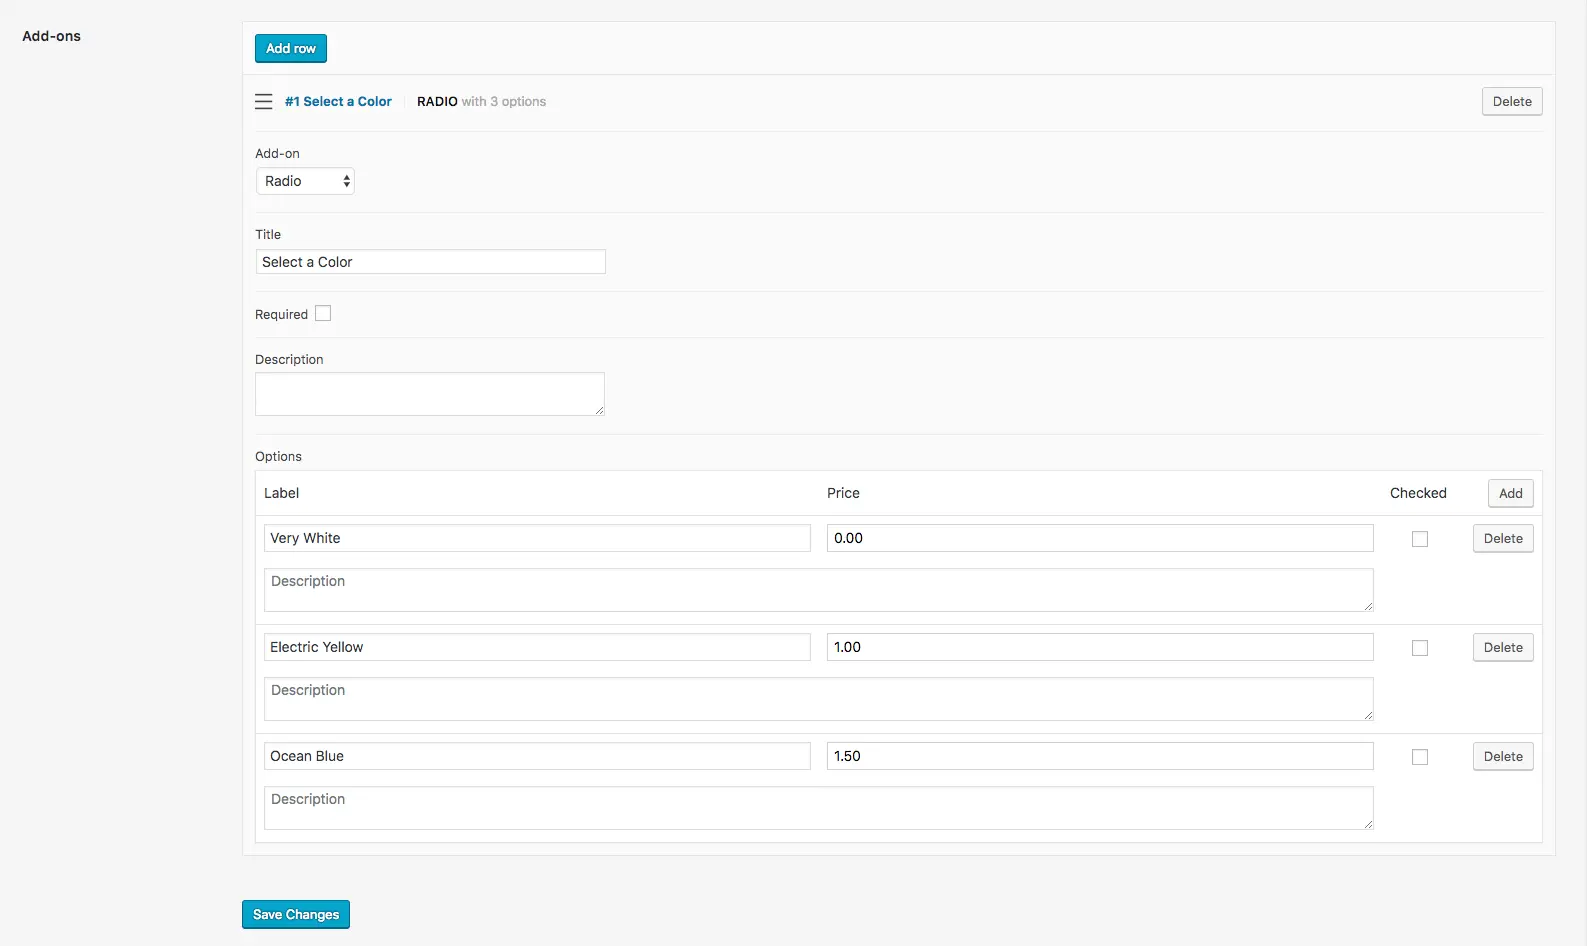 Add-ons
Add row
#1 Select a Color RADIO with 3 options Delete
Add-on
Radio
Title
Select a Color
Required
Description
Options
Label Price Checked Add
Very White 0.00 Delete
Description
Electric Yellow 1.00 Delete
Description
Ocean Blue 1.50 Delete
Description
Save Changes